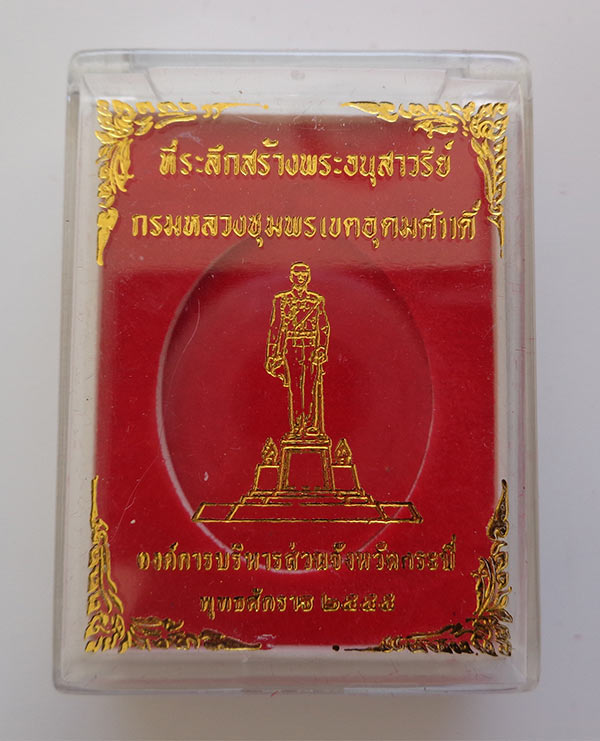 ที่ระลึกสร้างพระอนุสาวรีย์
กรมหลวงชุมพรเขตอุดมศักดิ์
องค์การบริหารส่วนจังหวัดกระบี่
พุทธศักราช ๒๕๕๕